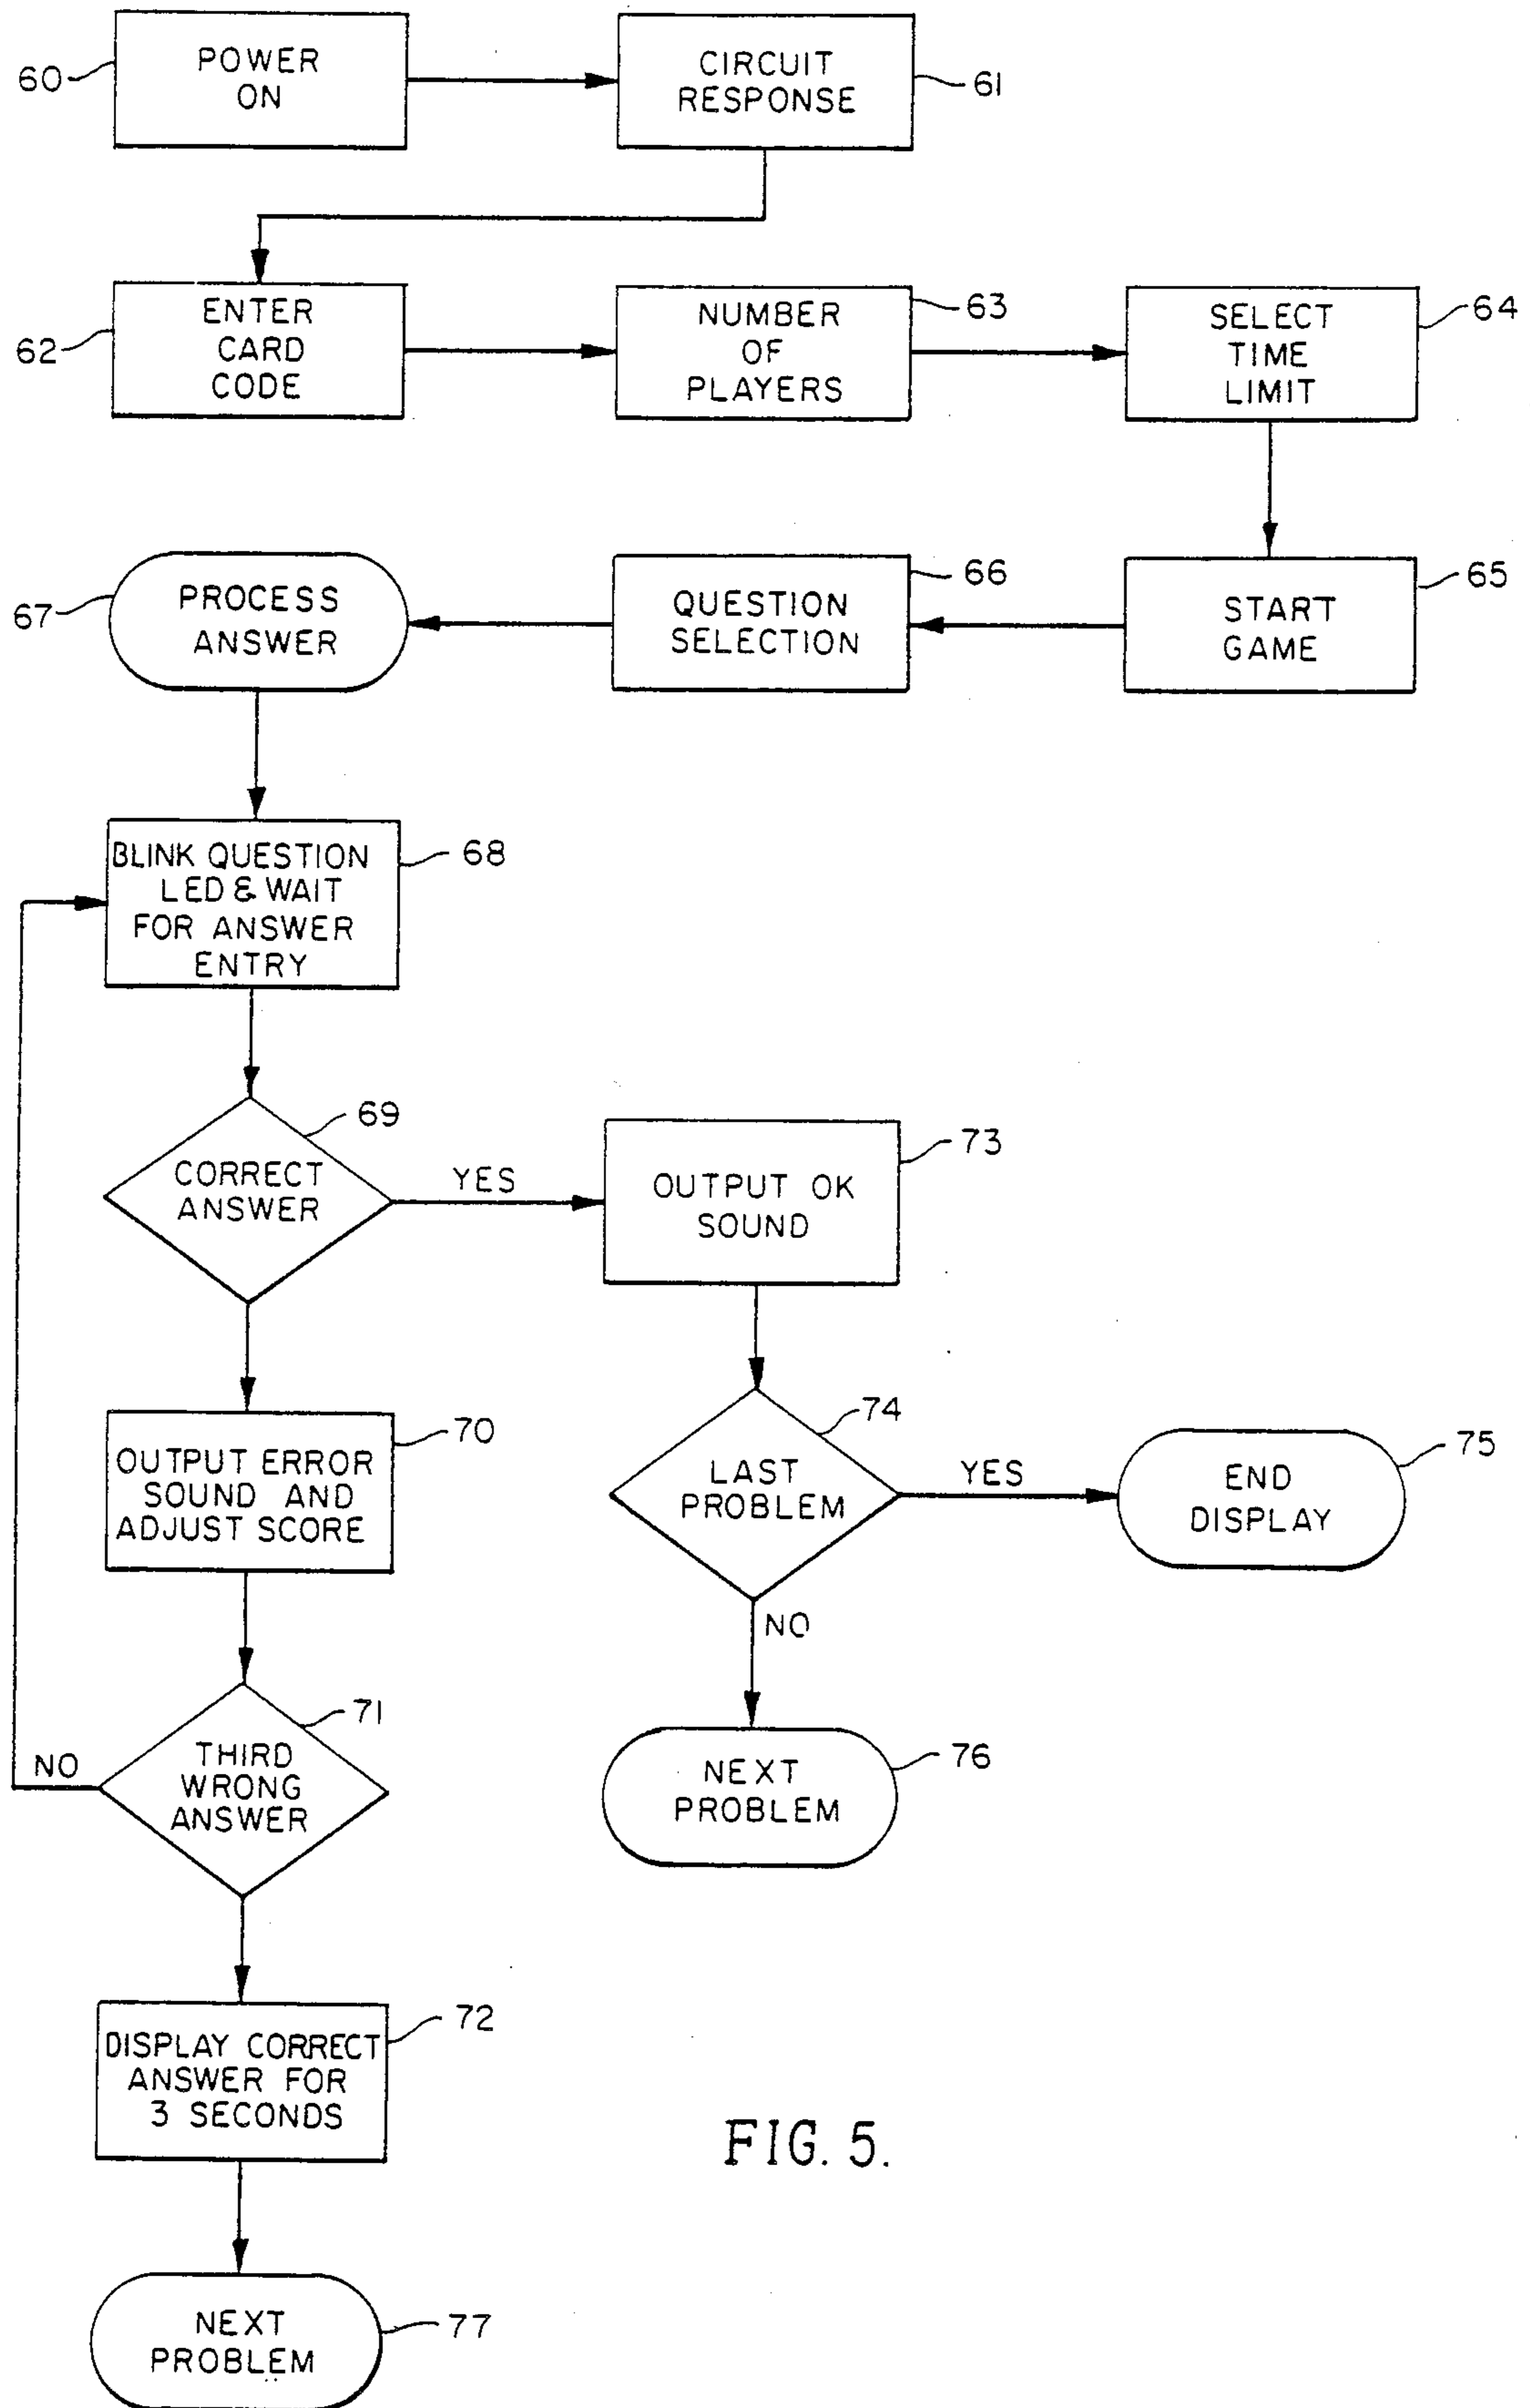 60
POWER
ON
CIRCUIT
RESPONSE
61
62
ENTER
CARD
CODE
NUMBER
OF
PLAYERS
63
SELECT
TIME
LIMIT
64
67
PROCESS
ANSWER
QUESTION
SELECTION
66
START
GAME
65
BLINK QUESTION
LED & WAIT
FOR ANSWER
ENTRY
68
CORRECT
ANSWER
69
YES
OUTPUT OK
SOUND
73
OUTPUT ERROR
SOUND AND
ADJUST SCORE
70
LAST
PROBLEM
74
YES
END
DISPLAY
75
NO
THIRD
WRONG
ANSWER
71
NO
NEXT
PROBLEM
76
DISPLAY CORRECT
ANSWER FOR
3 SECONDS
72
FIG. 5.
NEXT
PROBLEM
77